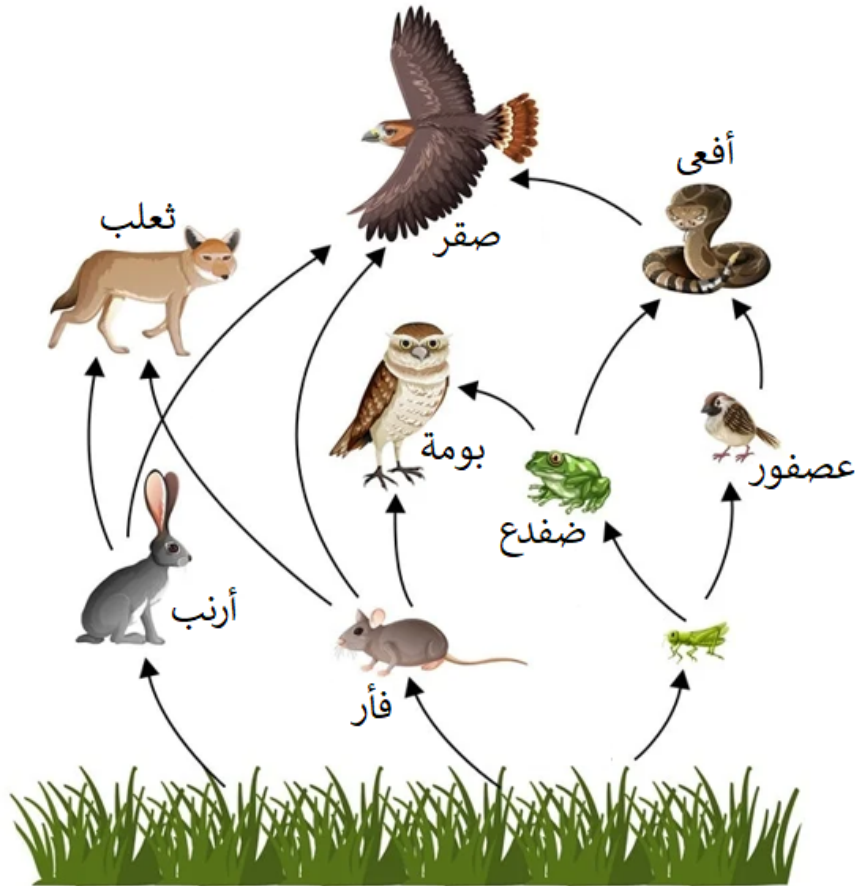 أفعى
ثعلب
صقر
بومة
عصفور
ضفدع
أرنب
فأر